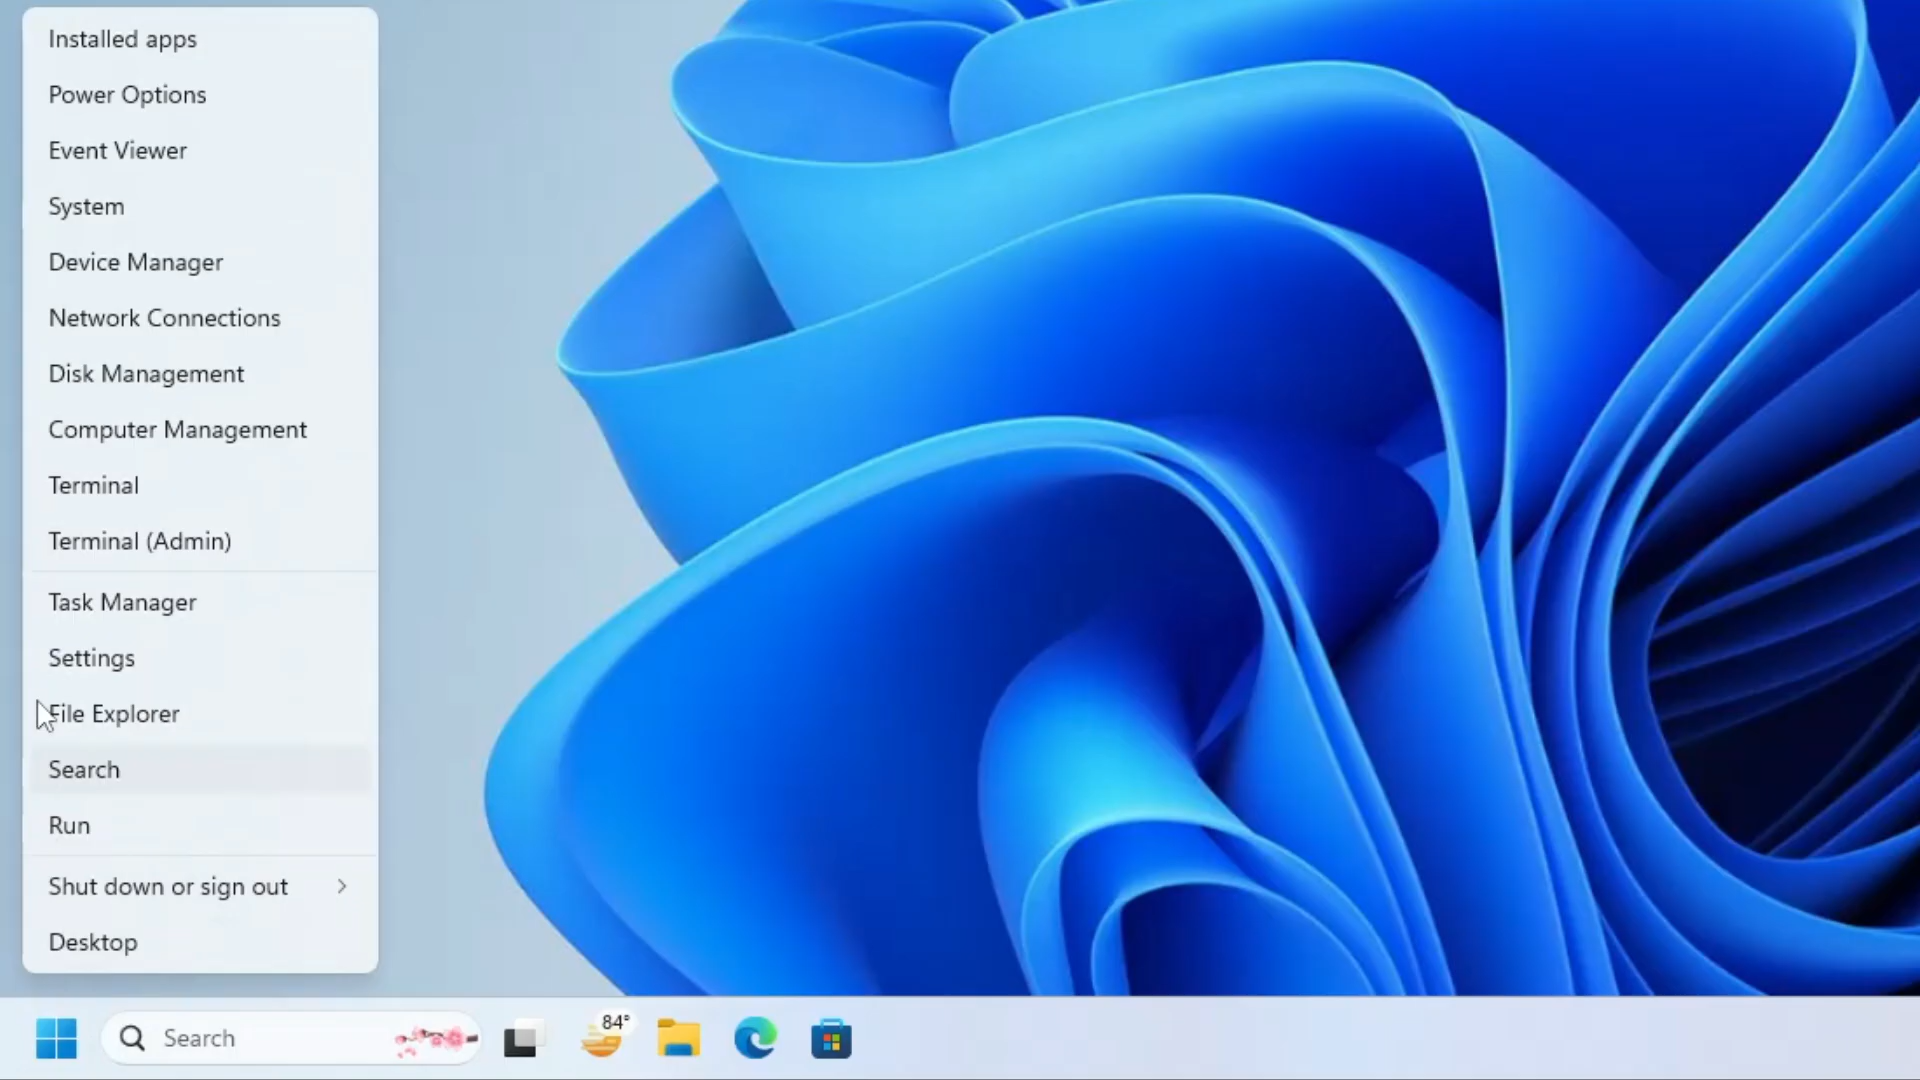 Installed apps
Power Options
Event Viewer
System
Device Manager
Network Connections
Disk Management
Computer Management
Terminal
Terminal (Admin)
Task Manager
Settings
File Explorer
Search
Run
Shut down or sign out
Desktop
Search
84°